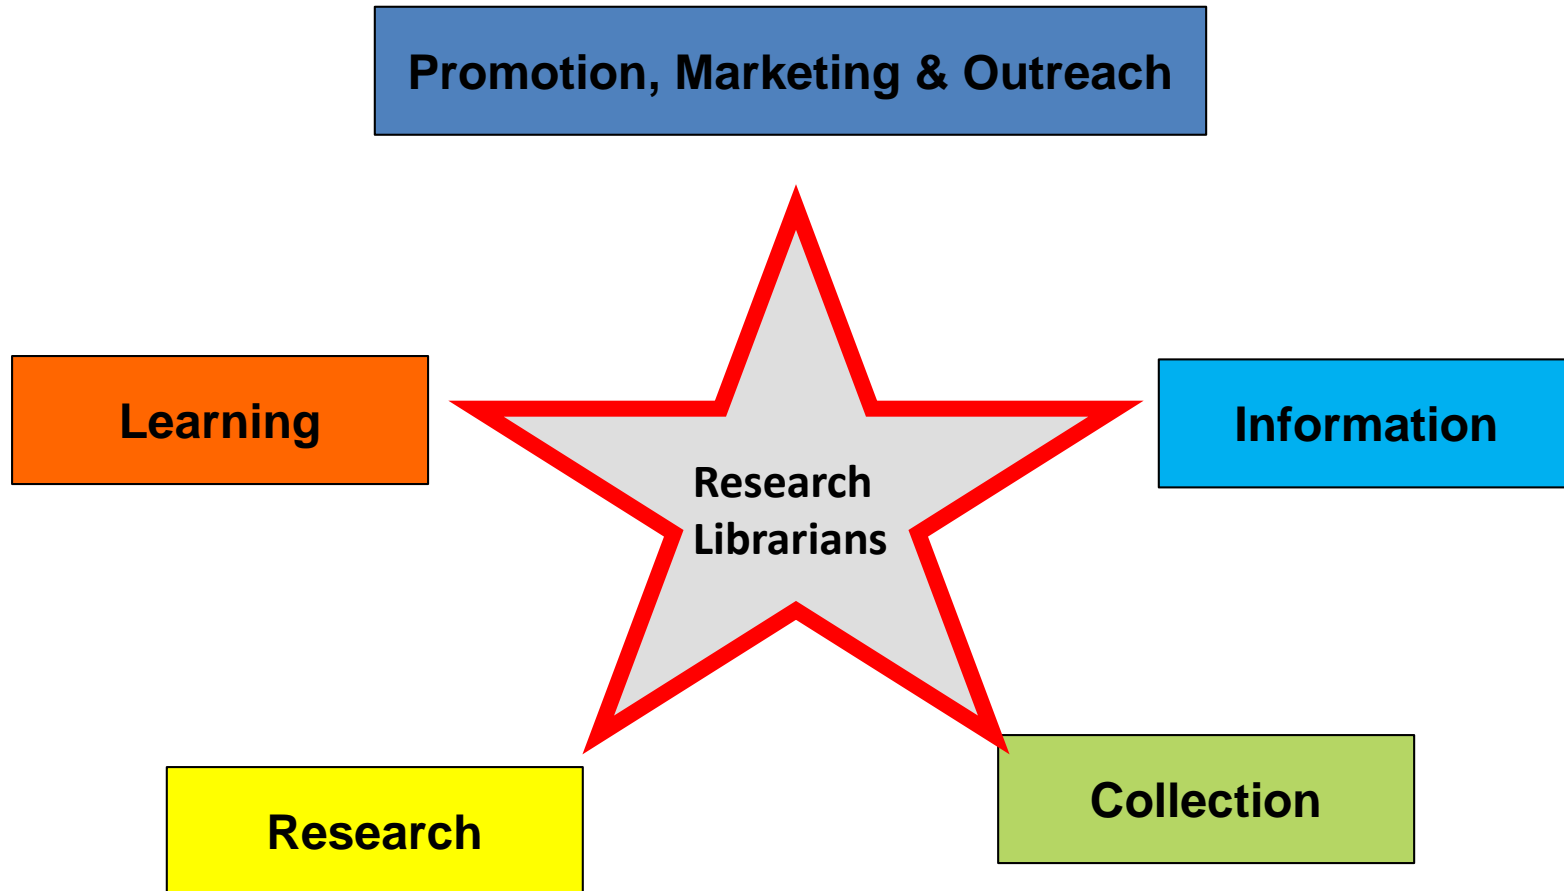 Promotion, Marketing & Outreach
Learning
Information
Research
Librarians
Collection
Research